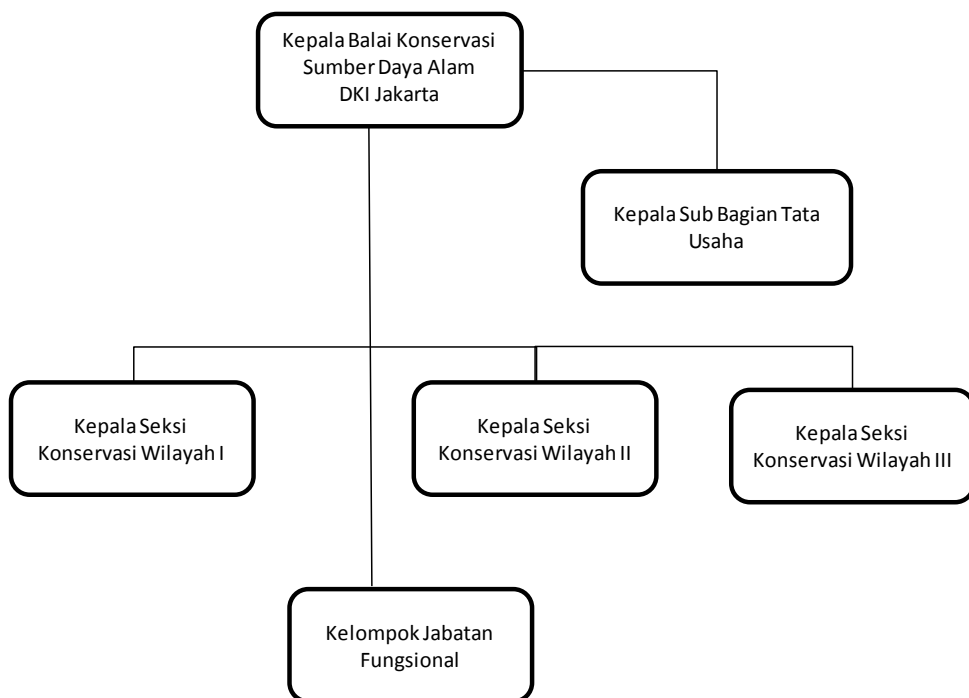 Kepala Balai Konservasi
Sumber Daya Alam
DKI Jakarta
Kepala Sub Bagian Tata
Usaha
Kepala Seksi
Konservasi Wilayah I
Kepala Seksi
Konservasi Wilayah II
Kepala Seksi
Konservasi Wilayah III
Kelompok Jabatan
Fungsional